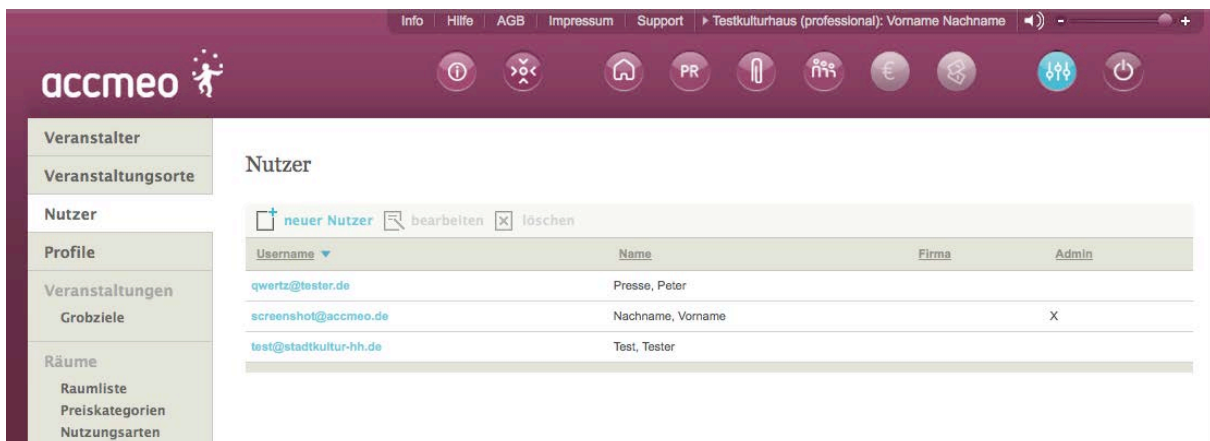 Info Hilfe AGB Impressum Support Testkulturhaus (professional): Vorname Nachname - +
accmeo
PR €
Veranstalter
Veranstaltungsorte
Nutzer
Profile
Veranstaltungen
Grobziele
Räume
Raumliste
Preiskategorien
Nutzungsarten
Nutzer
neuer Nutzer bearbeiten löschen
Username Name Firma Admin
qwertz@tester.de Presse, Peter
screenshot@accmeo.de Nachname, Vorname X
test@stadtkultur-hh.de Test, Tester